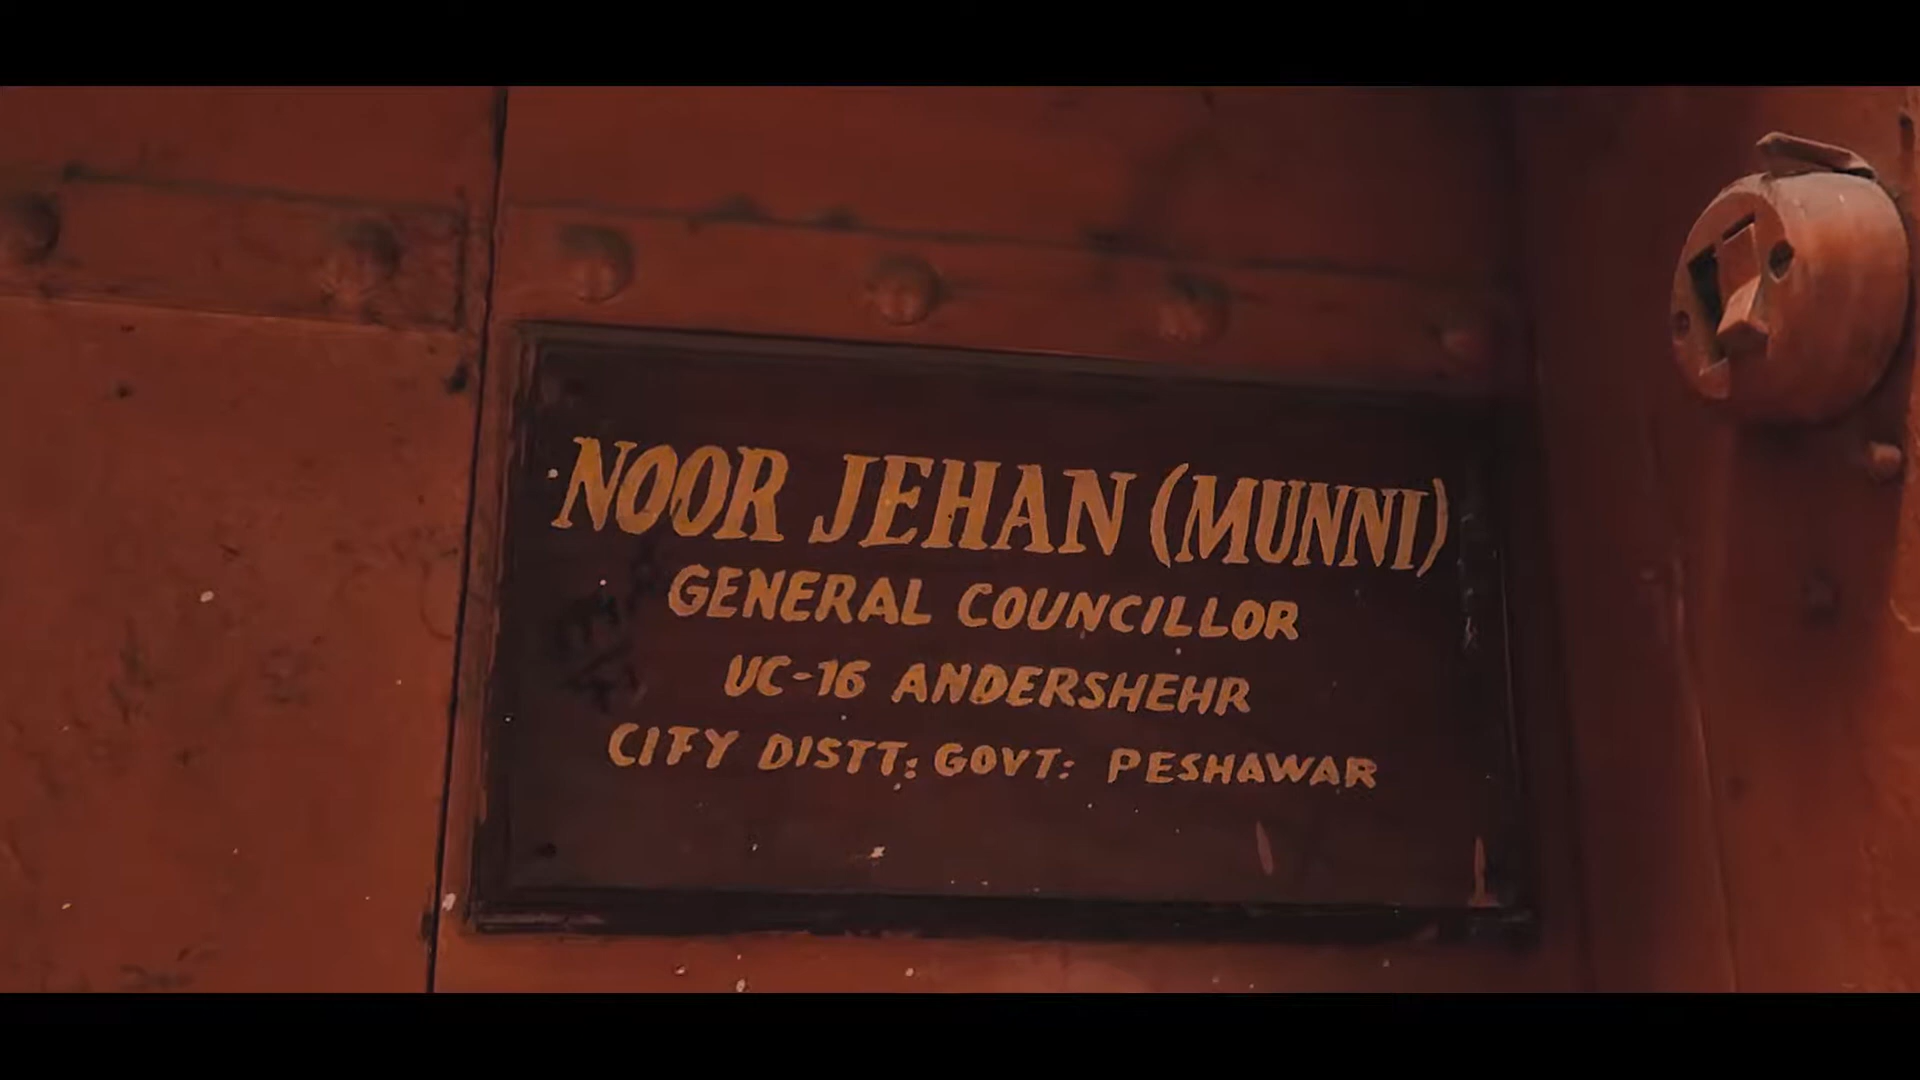 NOOR JEHAN (MUNNI)
GENERAL COUNCILLOR
UC-16 ANDERSHEHR
CITY DISTT: GOVT: PESHAWAR